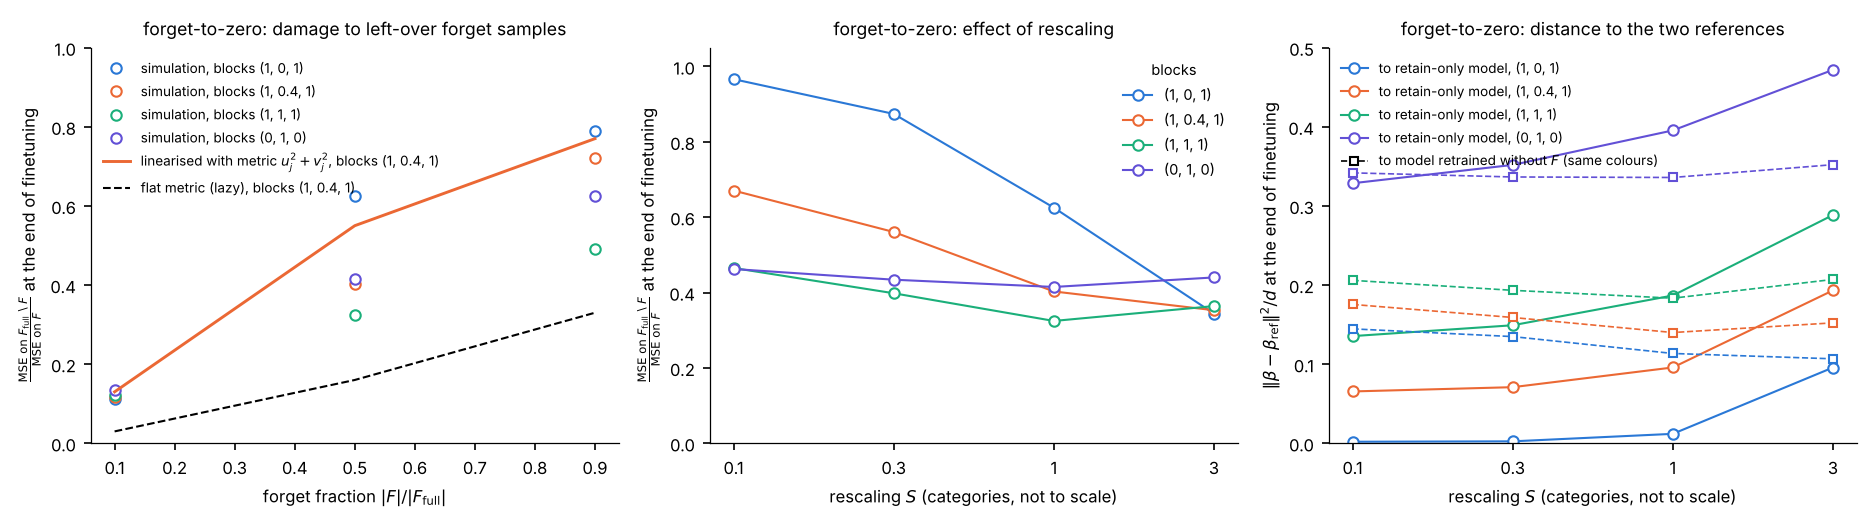 forget-to-zero: damage to left-over forget samples
MSE on F_full \ F / MSE on F at the end of finetuning
1.0
0.8
0.6
0.4
0.2
0.0
simulation, blocks (1, 0, 1)
simulation, blocks (1, 0.4, 1)
simulation, blocks (1, 1, 1)
simulation, blocks (0, 1, 0)
linearised with metric u_j^2 + v_j^2, blocks (1, 0.4, 1)
flat metric (lazy), blocks (1, 0.4, 1)
0.1 0.2 0.3 0.4 0.5 0.6 0.7 0.8 0.9
forget fraction |F|/|F_full|
forget-to-zero: effect of rescaling
MSE on F_full \ F / MSE on F at the end of finetuning
1.0
0.8
0.6
0.4
0.2
0.0
blocks
(1, 0, 1)
(1, 0.4, 1)
(1, 1, 1)
(0, 1, 0)
0.1 0.3 1 3
rescaling S (categories, not to scale)
forget-to-zero: distance to the two references
‖β − β_ref‖²/d at the end of finetuning
0.5
0.4
0.3
0.2
0.1
0.0
to retain-only model, (1, 0, 1)
to retain-only model, (1, 0.4, 1)
to retain-only model, (1, 1, 1)
to retain-only model, (0, 1, 0)
to model retrained without F (same colours)
0.1 0.3 1 3
rescaling S (categories, not to scale)